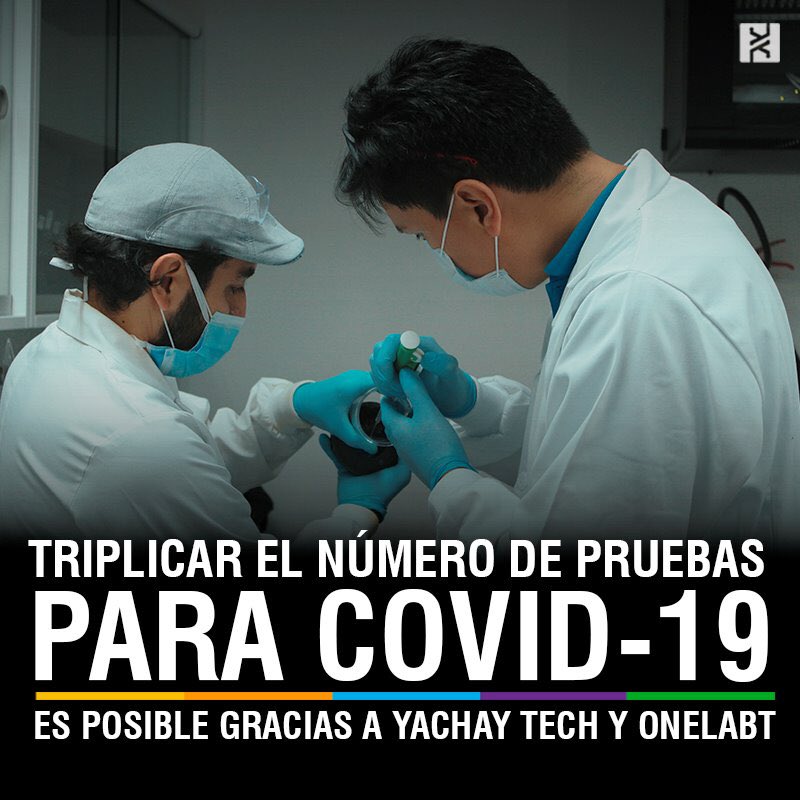 TRIPLICAR EL NÚMERO DE PRUEBAS
PARA COVID-19
ES POSIBLE GRACIAS A YACHAY TECH Y ONELABT